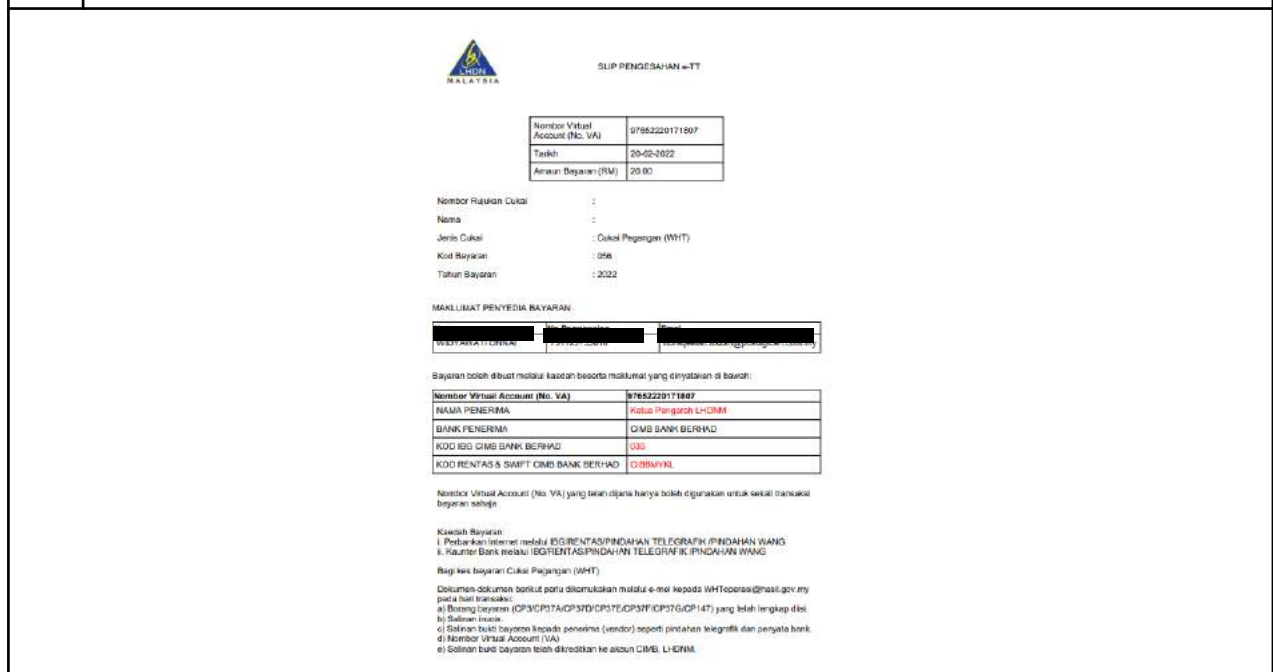 LHDN
MALAYSIA
SLIP PENGESAHAN e-TT
Nombor Virtual Account (No. VA) 97652220171807
Tarikh 20-02-2022
Amaun Bayaran (RM) 20.00
Nombor Rujukan Cukai :
Nama :
Jenis Cukai : Cukai Pegangan (WHT)
Kod Bayaran : 056
Tahun Bayaran : 2022
MAKLUMAT PENYEDIA BAYARAN
Bayaran boleh dibuat melalui kaedah beserta maklumat yang dinyatakan di bawah:
Nombor Virtual Account (No. VA) 97652220171807
NAMA PENERIMA Ketua Pengarah LHDNM
BANK PENERIMA CIMB BANK BERHAD
KOD IBG CIMB BANK BERHAD 035
KOD RENTAS & SWIFT CIMB BANK BERHAD CIBBMYKL
Nombor Virtual Account (No. VA) yang telah dijana hanya boleh digunakan untuk sekali transaksi
bayaran sahaja
Kaedah Bayaran:
i. Perbankan Internet melalui IBG/RENTAS/PINDAHAN TELEGRAFIK /PINDAHAN WANG
ii. Kaunter Bank melalui IBG/RENTAS/PINDAHAN TELEGRAFIK /PINDAHAN WANG
Bagi kes bayaran Cukai Pegangan (WHT)
Dokumen-dokumen berikut perlu dikemukakan melalui e-mel kepada WHToperasi@hasil.gov.my
pada hari transaksi:
a) Borang bayaran (CP3/CP37A/CP37D/CP37E/CP37F/CP37G/CP147) yang telah lengkap diisi.
b) Salinan invois.
c) Salinan bukti bayaran kepada penerima (vendor) seperti pindahan telegrafik dan penyata bank.
d) Nombor Virtual Account (VA)
e) Salinan bukti bayaran telah dikreditkan ke akaun CIMB, LHDNM.